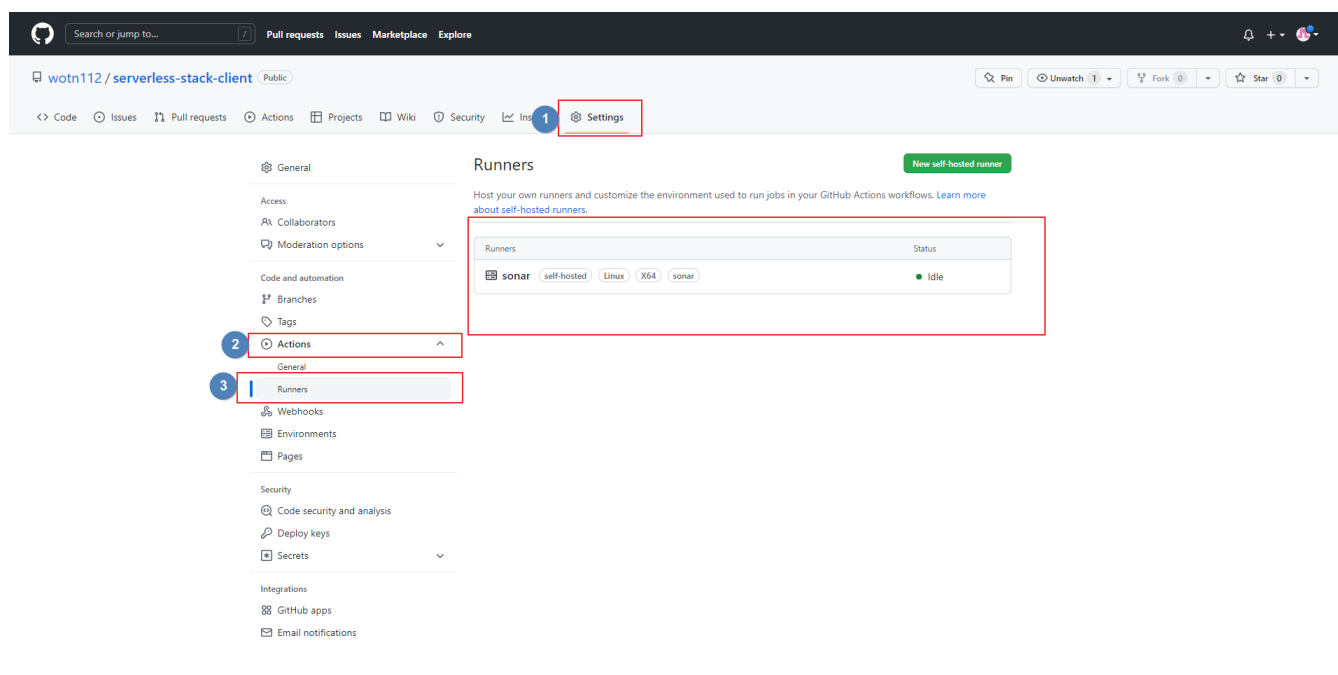 Search or jump to... / Pull requests Issues Marketplace Explore
wotn112 / serverless-stack-client Public Pin Unwatch 1 Fork 0 Star 0
Code Issues Pull requests Actions Projects Wiki Security Ins 1 Settings
General
Runners New self-hosted runner
Host your own runners and customize the environment used to run jobs in your GitHub Actions workflows. Learn more
about self-hosted runners.
Access
Collaborators
Moderation options
Runners Status
sonar self-hosted Linux X64 sonar Idle
Code and automation
Branches
Tags
2 Actions
General
3 Runners
Webhooks
Environments
Pages
Security
Code security and analysis
Deploy keys
Secrets
Integrations
GitHub apps
Email notifications